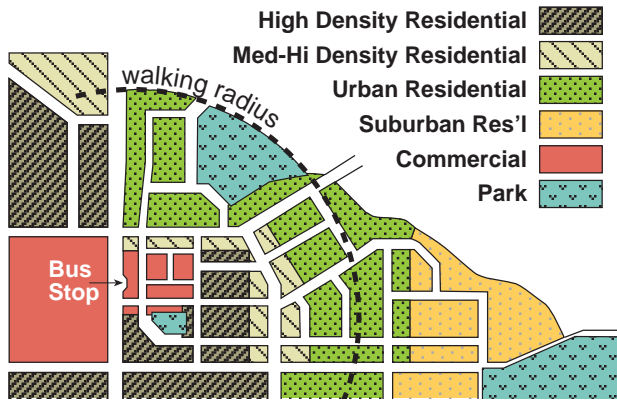 High Density Residential
Med-Hi Density Residential
walking radius
Urban Residential
Suburban Res'l
Commercial
Park
Bus
Stop